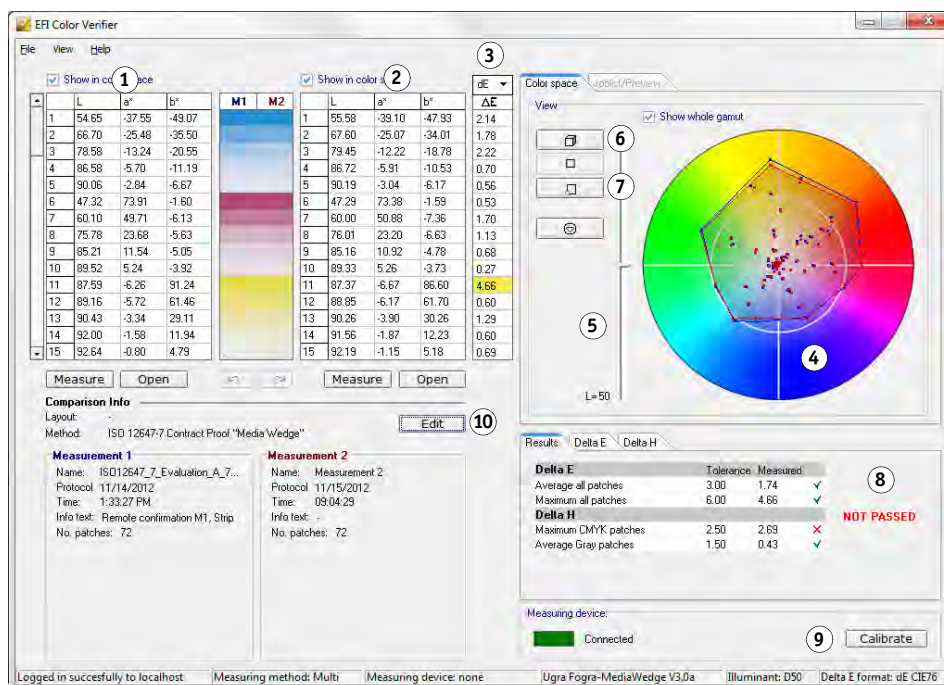 EFI Color Verifier
File View Help
Show in co ace
1
Show in color s
2
3
dE
L a* b* M1 M2 L a* b* ΔE
1 54.65 -37.55 -49.07 55.58 -39.10 -47.93 2.14
2 66.70 -25.48 -35.50 67.60 -25.07 -34.01 1.78
3 78.58 -13.24 -20.55 79.45 -12.22 -18.78 2.22
4 86.58 -5.70 -11.19 86.72 -5.91 -10.53 0.70
5 90.06 -2.84 -6.67 90.19 -3.04 -6.17 0.56
6 47.32 73.91 -1.60 47.29 73.38 -1.59 0.53
7 60.10 49.71 -6.13 60.00 50.88 -7.36 1.70
8 75.78 23.68 -5.63 76.01 23.20 -6.63 1.13
9 85.21 11.54 -5.05 85.16 10.92 -4.78 0.68
10 89.52 5.24 -3.92 89.33 5.26 -3.73 0.27
11 87.59 -6.26 91.24 11 87.37 -6.67 86.60 4.66
12 89.16 -5.72 61.46 12 88.85 -6.17 61.70 0.60
13 90.43 -3.34 29.11 13 90.26 -3.90 30.26 1.29
14 92.00 -1.58 11.94 14 91.56 -1.87 12.23 0.60
15 92.64 -0.80 4.79 15 92.19 -1.15 5.18 0.69
Measure Open Measure Open
Comparison Info
Layout: -
Method: ISO 12647-7 Contract Proof "Media Wedge"
Edit
10
Measurement 1
Name: ISO12647_7_Evaluation_A_7...
Protocol 11/14/2012
Time: 1:33:27 PM
Info text: Remote confirmation M1, Strip
No. patches: 72
Measurement 2
Name: Measurement 2
Protocol 11/15/2012
Time: 09:04:29
Info text: -
No. patches: 72
Color space Joblist/Preview
View
Show whole gamut
6
7
5
4
L=50
Results Delta E Delta H
Delta E Tolerance Measured
Average all patches 3.00 1.74
Maximum all patches 6.00 4.66
Delta H
Maximum CMYK patches 2.50 2.69
Average Gray patches 1.50 0.43
8
NOT PASSED
Measuring device:
Connected
9
Calibrate
Logged in succesfully to localhost Measuring method: Multi Measuring device: none Ugra Fogra-MediaWedge V3.0a Illuminant: D50 Delta E format: dE CIE76